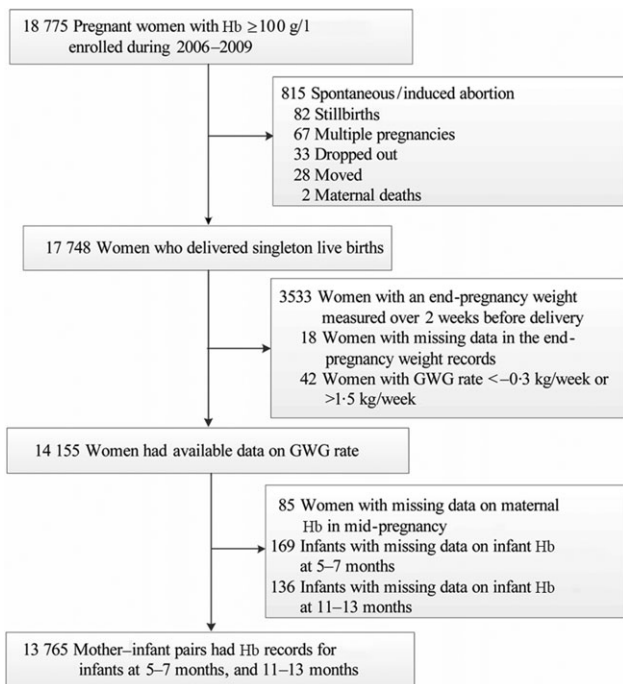 18 775 Pregnant women with Hb ≥100 g/l
enrolled during 2006–2009
815 Spontaneous/induced abortion
82 Stillbirths
67 Multiple pregnancies
33 Dropped out
28 Moved
2 Maternal deaths
17 748 Women who delivered singleton live births
3533 Women with an end-pregnancy weight
measured over 2 weeks before delivery
18 Women with missing data in the end-
pregnancy weight records
42 Women with GWG rate <–0·3 kg/week or
>1·5 kg/week
14 155 Women had available data on GWG rate
85 Women with missing data on maternal
Hb in mid-pregnancy
169 Infants with missing data on infant Hb
at 5–7 months
136 Infants with missing data on infant Hb
at 11–13 months
13 765 Mother–infant pairs had Hb records for
infants at 5–7 months, and 11–13 months